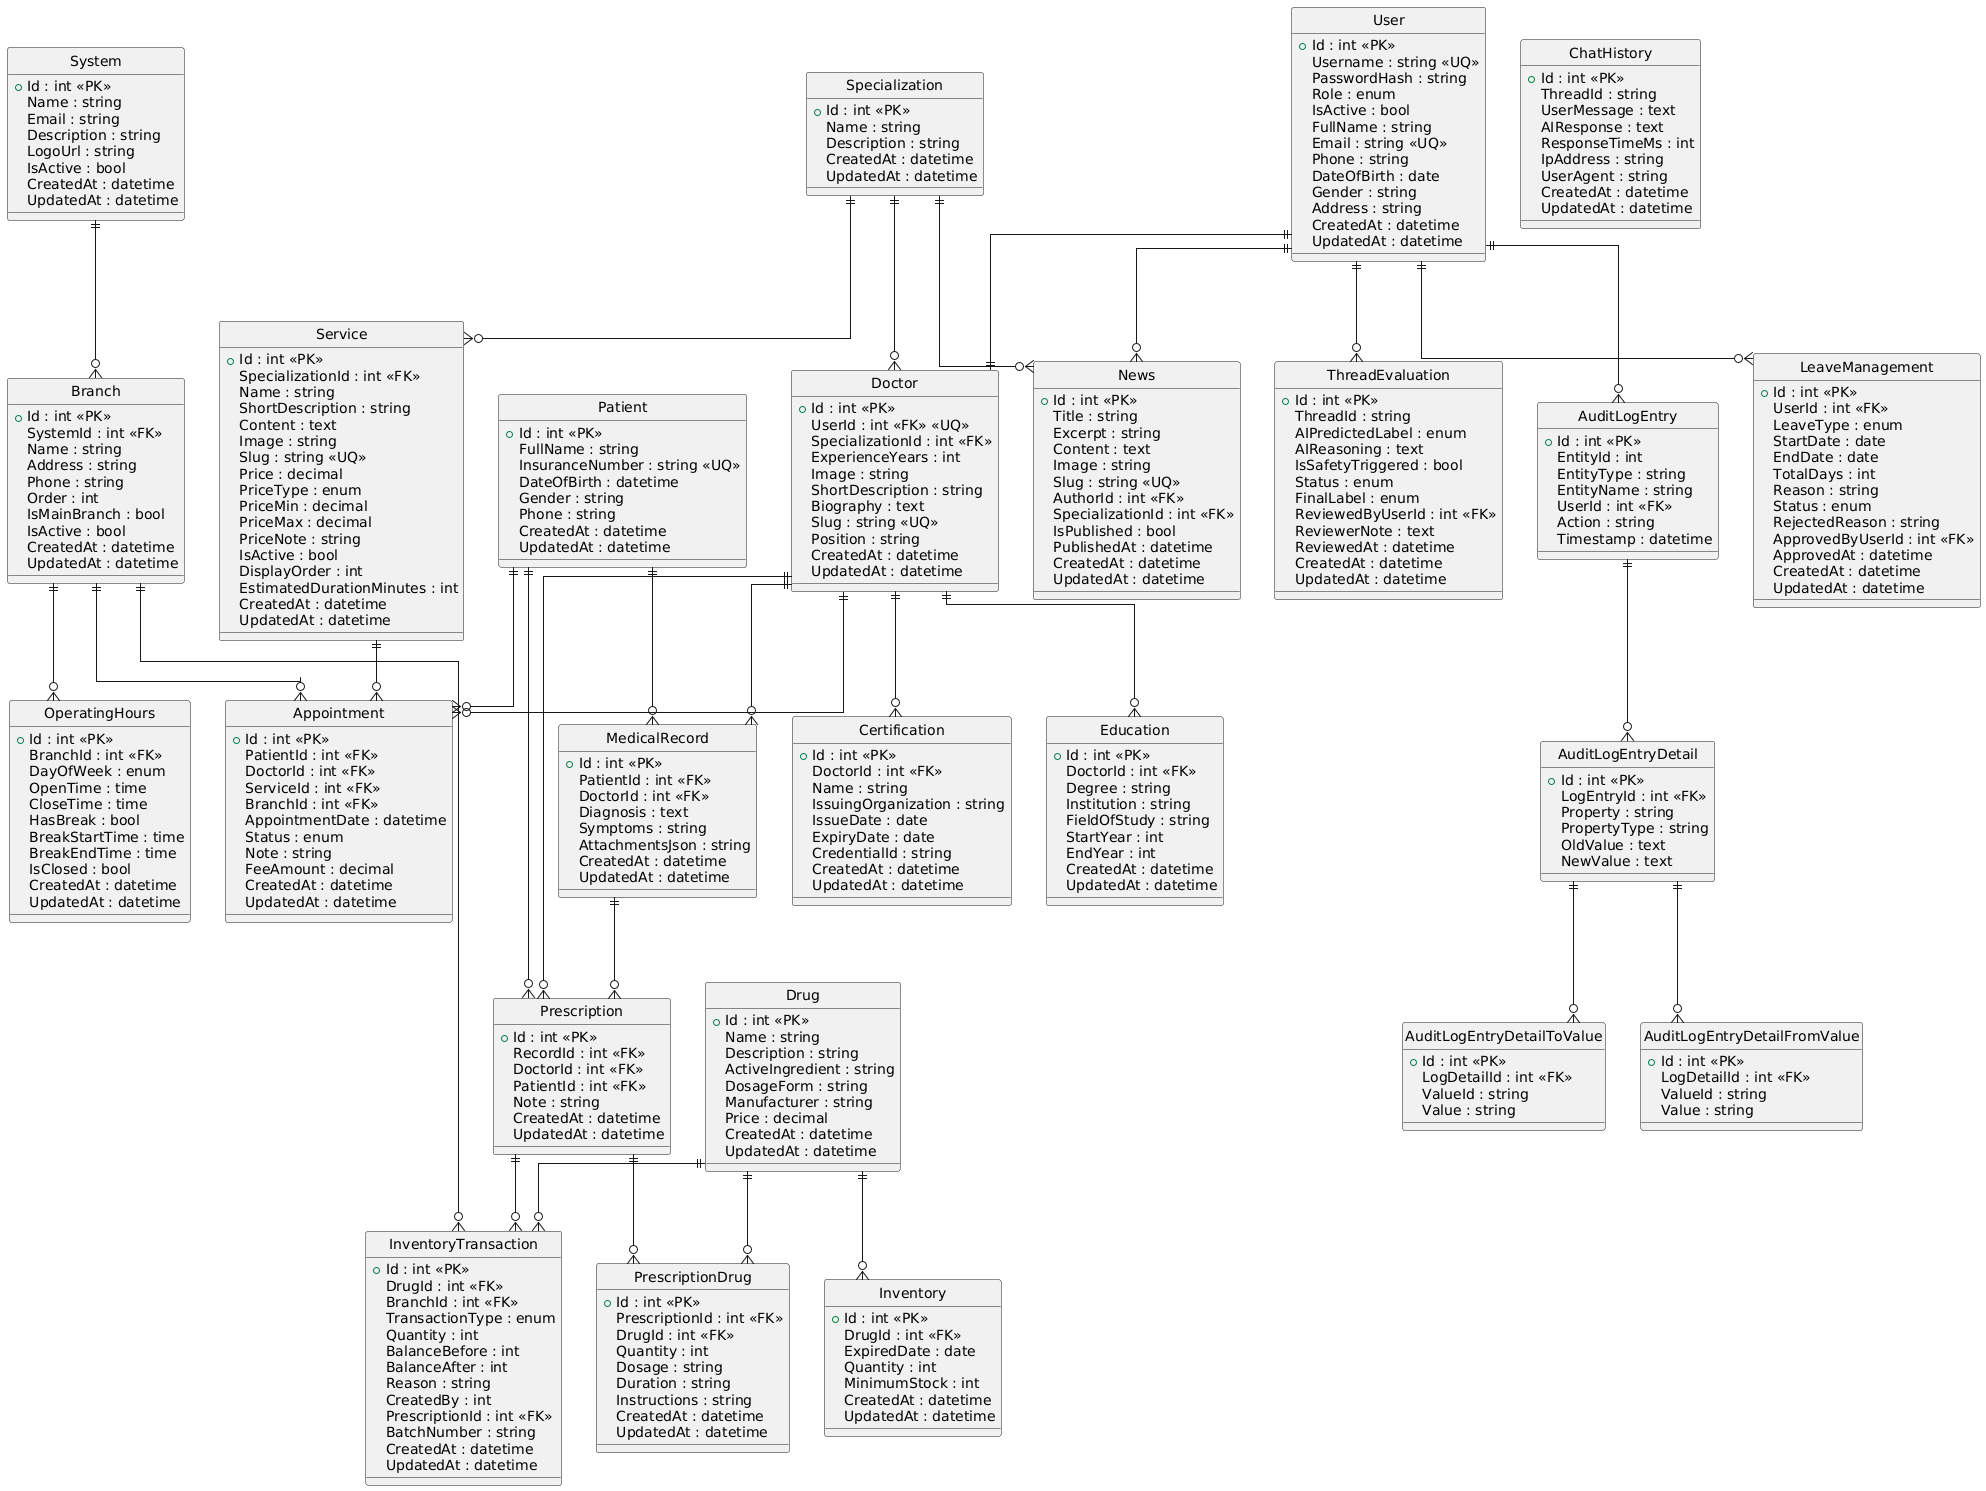 System
Id : int «PK»
Name : string
Email : string
Description : string
LogoUrl : string
IsActive : bool
CreatedAt : datetime
UpdatedAt : datetime
Specialization
Id : int «PK»
Name : string
Description : string
CreatedAt : datetime
UpdatedAt : datetime
User
Id : int «PK»
Username : string «UQ»
PasswordHash : string
Role : enum
IsActive : bool
FullName : string
Email : string «UQ»
Phone : string
DateOfBirth : date
Gender : string
Address : string
CreatedAt : datetime
UpdatedAt : datetime
ChatHistory
Id : int «PK»
ThreadId : string
UserMessage : text
AIResponse : text
ResponseTimeMs : int
IpAddress : string
UserAgent : string
CreatedAt : datetime
UpdatedAt : datetime
Branch
Id : int «PK»
SystemId : int «FK»
Name : string
Address : string
Phone : string
Order : int
IsMainBranch : bool
IsActive : bool
CreatedAt : datetime
UpdatedAt : datetime
Service
Id : int «PK»
SpecializationId : int «FK»
Name : string
ShortDescription : string
Content : text
Image : string
Slug : string «UQ»
Price : decimal
PriceType : enum
PriceMin : decimal
PriceMax : decimal
PriceNote : string
IsActive : bool
DisplayOrder : int
EstimatedDurationMinutes : int
CreatedAt : datetime
UpdatedAt : datetime
Patient
Id : int «PK»
FullName : string
InsuranceNumber : string «UQ»
DateOfBirth : datetime
Gender : string
Phone : string
CreatedAt : datetime
UpdatedAt : datetime
Doctor
Id : int «PK»
UserId : int «FK» «UQ»
SpecializationId : int «FK»
ExperienceYears : int
Image : string
ShortDescription : string
Biography : text
Slug : string «UQ»
Position : string
CreatedAt : datetime
UpdatedAt : datetime
News
Id : int «PK»
Title : string
Excerpt : string
Content : text
Image : string
Slug : string «UQ»
AuthorId : int «FK»
SpecializationId : int «FK»
IsPublished : bool
PublishedAt : datetime
CreatedAt : datetime
UpdatedAt : datetime
ThreadEvaluation
Id : int «PK»
ThreadId : string
AIPredictedLabel : enum
AIReasoning : text
IsSafetyTriggered : bool
Status : enum
FinalLabel : enum
ReviewedByUserId : int «FK»
ReviewerNote : text
ReviewedAt : datetime
CreatedAt : datetime
UpdatedAt : datetime
AuditLogEntry
Id : int «PK»
EntityId : int
EntityType : string
EntityName : string
UserId : int «FK»
Action : string
Timestamp : datetime
LeaveManagement
Id : int «PK»
UserId : int «FK»
LeaveType : enum
StartDate : date
EndDate : date
TotalDays : int
Reason : string
Status : enum
RejectedReason : string
ApprovedByUserId : int «FK»
ApprovedAt : datetime
CreatedAt : datetime
UpdatedAt : datetime
OperatingHours
Id : int «PK»
BranchId : int «FK»
DayOfWeek : enum
OpenTime : time
CloseTime : time
HasBreak : bool
BreakStartTime : time
BreakEndTime : time
IsClosed : bool
CreatedAt : datetime
UpdatedAt : datetime
Appointment
Id : int «PK»
PatientId : int «FK»
DoctorId : int «FK»
ServiceId : int «FK»
BranchId : int «FK»
AppointmentDate : datetime
Status : enum
Note : string
FeeAmount : decimal
CreatedAt : datetime
UpdatedAt : datetime
MedicalRecord
Id : int «PK»
PatientId : int «FK»
DoctorId : int «FK»
Diagnosis : text
Symptoms : string
AttachmentsJson : string
CreatedAt : datetime
UpdatedAt : datetime
Certification
Id : int «PK»
DoctorId : int «FK»
Name : string
IssuingOrganization : string
IssueDate : date
ExpiryDate : date
CredentialId : string
CreatedAt : datetime
UpdatedAt : datetime
Education
Id : int «PK»
DoctorId : int «FK»
Degree : string
Institution : string
FieldOfStudy : string
StartYear : int
EndYear : int
CreatedAt : datetime
UpdatedAt : datetime
AuditLogEntryDetail
Id : int «PK»
LogEntryId : int «FK»
Property : string
PropertyType : string
OldValue : text
NewValue : text
Prescription
Id : int «PK»
RecordId : int «FK»
DoctorId : int «FK»
PatientId : int «FK»
Note : string
CreatedAt : datetime
UpdatedAt : datetime
Drug
Id : int «PK»
Name : string
Description : string
ActiveIngredient : string
DosageForm : string
Manufacturer : string
Price : decimal
CreatedAt : datetime
UpdatedAt : datetime
AuditLogEntryDetailToValue
Id : int «PK»
LogDetailId : int «FK»
ValueId : string
Value : string
AuditLogEntryDetailFromValue
Id : int «PK»
LogDetailId : int «FK»
ValueId : string
Value : string
InventoryTransaction
Id : int «PK»
DrugId : int «FK»
BranchId : int «FK»
TransactionType : enum
Quantity : int
BalanceBefore : int
BalanceAfter : int
Reason : string
CreatedBy : int
PrescriptionId : int «FK»
BatchNumber : string
CreatedAt : datetime
UpdatedAt : datetime
PrescriptionDrug
Id : int «PK»
PrescriptionId : int «FK»
DrugId : int «FK»
Quantity : int
Dosage : string
Duration : string
Instructions : string
CreatedAt : datetime
UpdatedAt : datetime
Inventory
Id : int «PK»
DrugId : int «FK»
ExpiredDate : date
Quantity : int
MinimumStock : int
CreatedAt : datetime
UpdatedAt : datetime